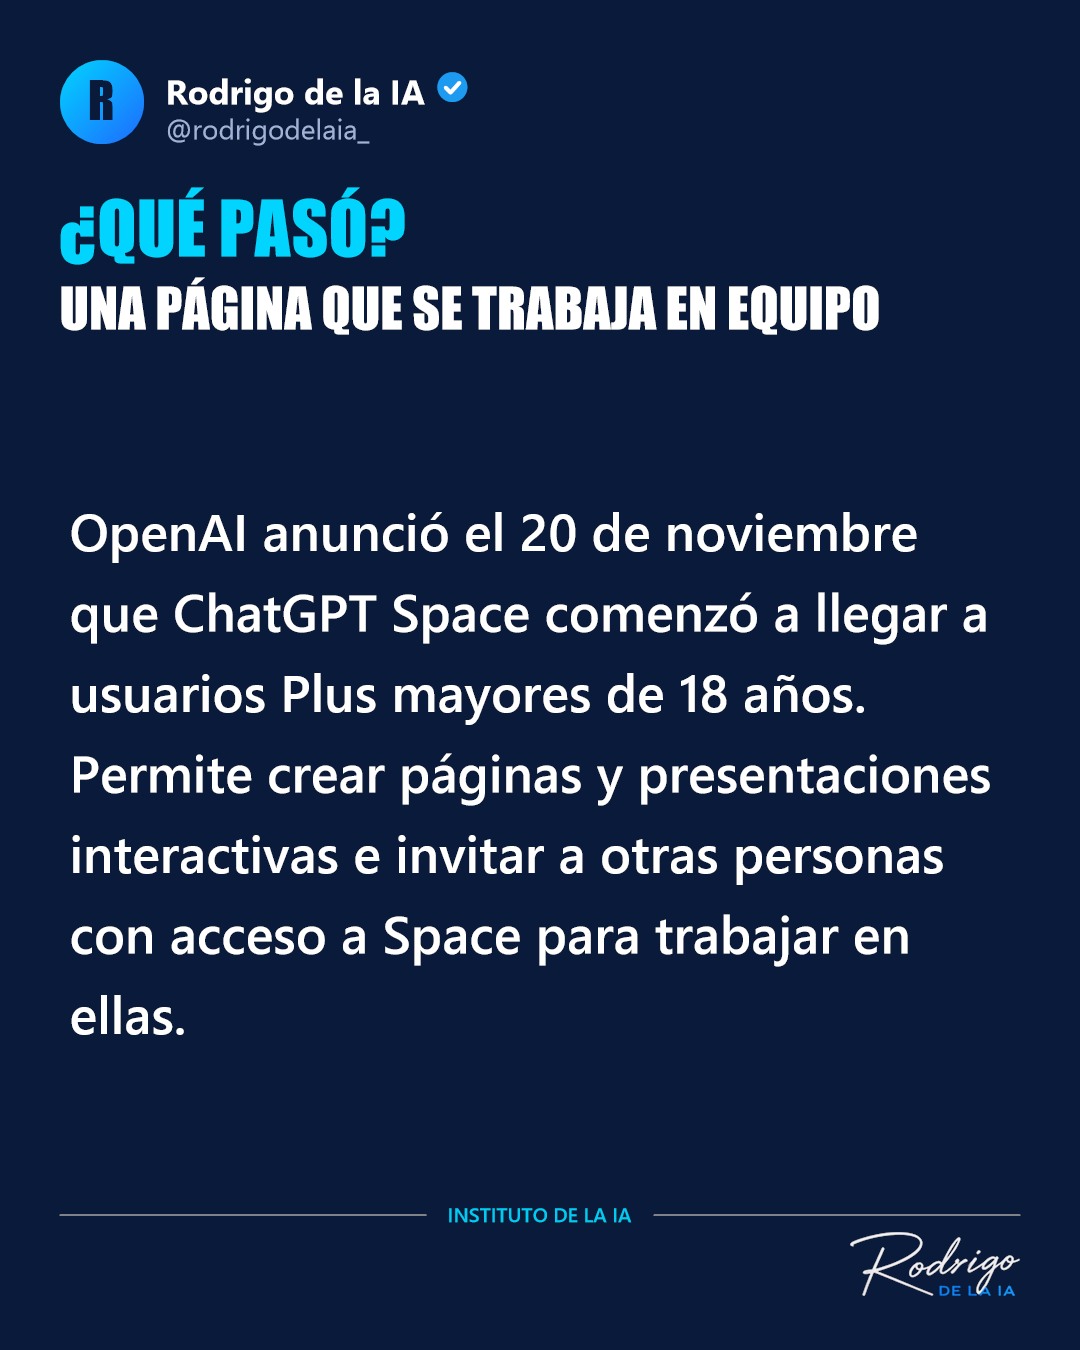 R
Rodrigo de la IA
@rodrigodelaia_
¿QUÉ PASÓ?
UNA PÁGINA QUE SE TRABAJA EN EQUIPO
OpenAI anunció el 20 de noviembre
que ChatGPT Space comenzó a llegar a
usuarios Plus mayores de 18 años.
Permite crear páginas y presentaciones
interactivas e invitar a otras personas
con acceso a Space para trabajar en
ellas.
INSTITUTO DE LA IA
Rodrigo
DE LA IA